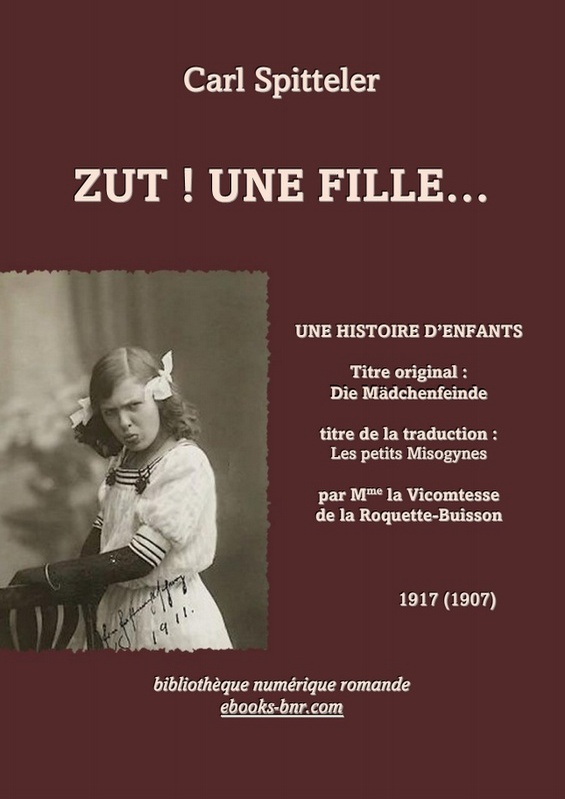 Carl Spitteler
ZUT ! UNE FILLE...
UNE HISTOIRE D'ENFANTS
Titre original :
Die Mädchenfeinde
titre de la traduction :
Les petits Misogynes
par Mme la Vicomtesse
de la Roquette-Buisson
1917 (1907)
1911.
bibliothèque numérique romande
ebooks-bnr.com